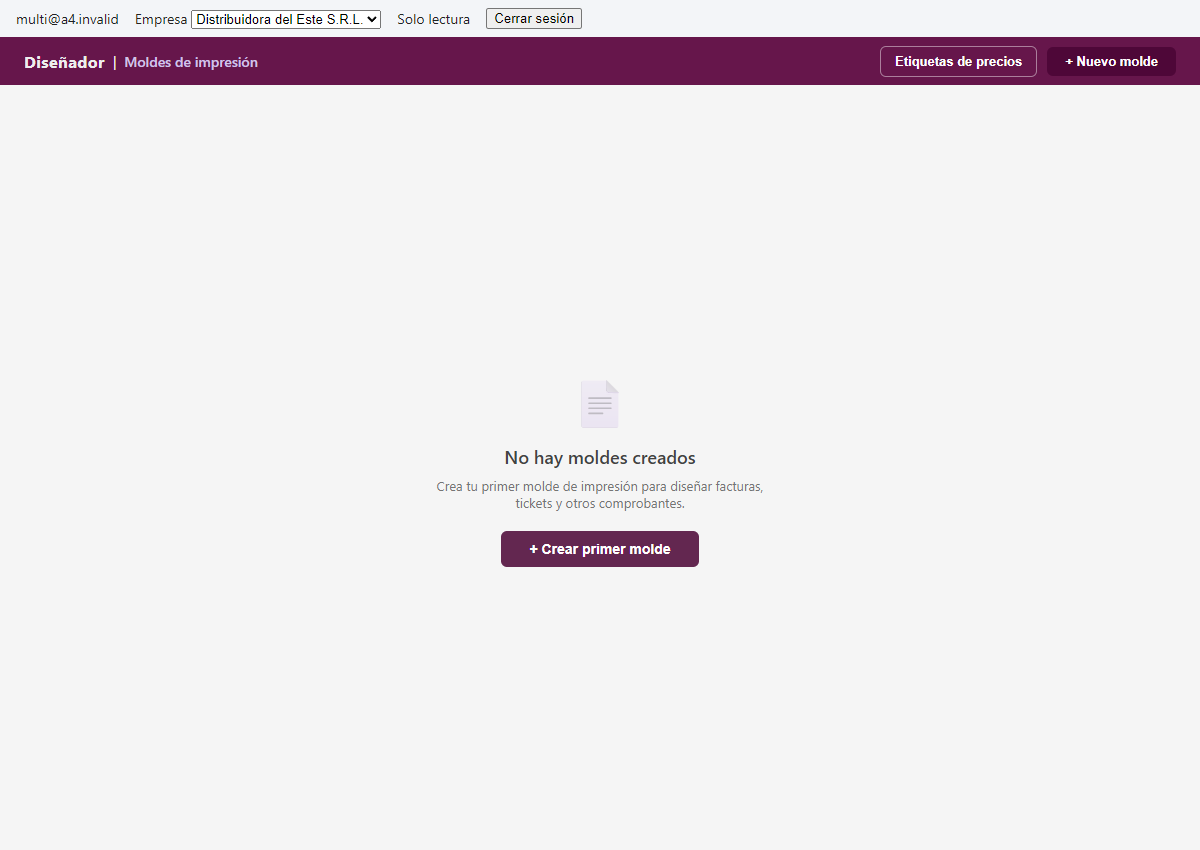 multi@a4.invalid Empresa Distribuidora del Este S.R.L. Solo lectura Cerrar sesión
Diseñador | Moldes de impresión Etiquetas de precios + Nuevo molde
No hay moldes creados
Crea tu primer molde de impresión para diseñar facturas,
tickets y otros comprobantes.
+ Crear primer molde